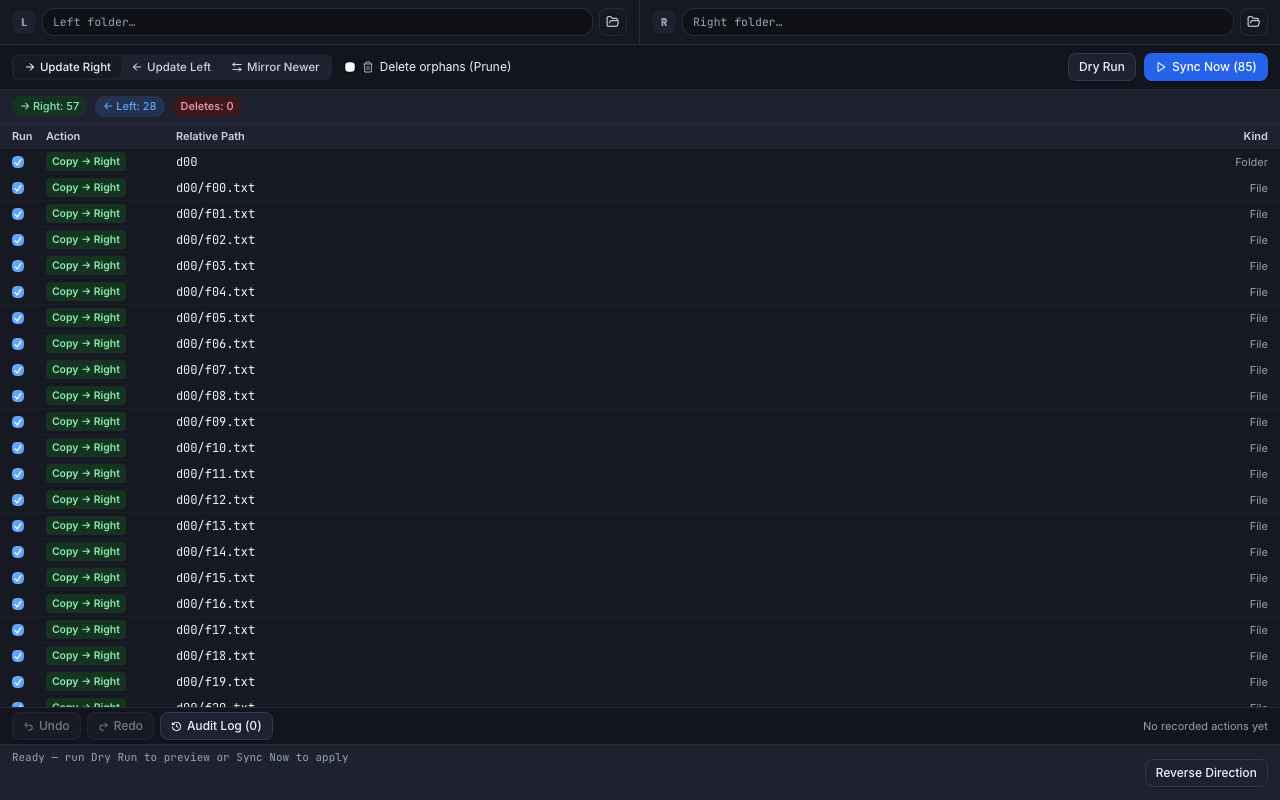 L Left folder… R Right folder…
→ Update Right ← Update Left Mirror Newer Delete orphans (Prune) Dry Run Sync Now (85)
→ Right: 57 ← Left: 28 Deletes: 0
Run Action Relative Path Kind
Copy → Right d00 Folder
Copy → Right d00/f00.txt File
Copy → Right d00/f01.txt File
Copy → Right d00/f02.txt File
Copy → Right d00/f03.txt File
Copy → Right d00/f04.txt File
Copy → Right d00/f05.txt File
Copy → Right d00/f06.txt File
Copy → Right d00/f07.txt File
Copy → Right d00/f08.txt File
Copy → Right d00/f09.txt File
Copy → Right d00/f10.txt File
Copy → Right d00/f11.txt File
Copy → Right d00/f12.txt File
Copy → Right d00/f13.txt File
Copy → Right d00/f14.txt File
Copy → Right d00/f15.txt File
Copy → Right d00/f16.txt File
Copy → Right d00/f17.txt File
Copy → Right d00/f18.txt File
Copy → Right d00/f19.txt File
Copy → Right d00/f20.txt File
Undo Redo Audit Log (0) No recorded actions yet
Ready — run Dry Run to preview or Sync Now to apply
Reverse Direction